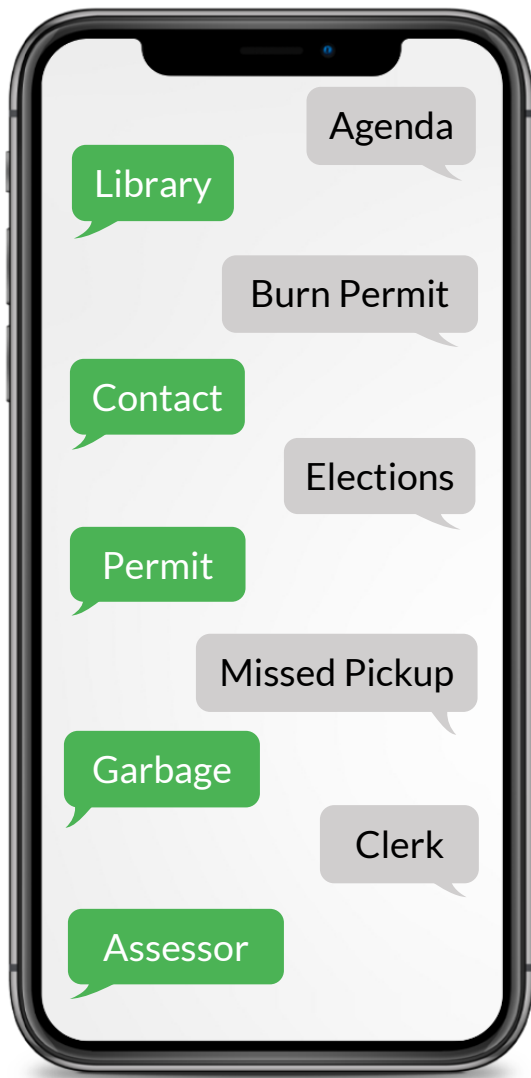 Agenda
Library
Burn Permit
Contact
Elections
Permit
Missed Pickup
Garbage
Clerk
Assessor